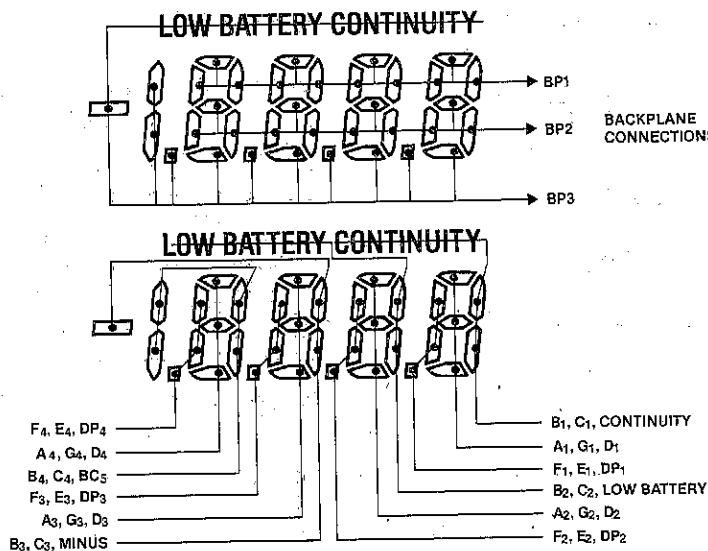 LOW BATTERY CONTINUITY
BP1
BP2
BACKPLANE
CONNECTIONS
BP3
LOW BATTERY CONTINUITY
F4, E4, DP4
A4, G4, D4
B4, C4, BC5
F3, E3, DP3
A3, G3, D3
B3, C3, MINUS
B1, C1, CONTINUITY
A1, G1, D1
F1, E1, DP1
B2, C2, LOW BATTERY
A2, G2, D2
F2, E2, DP2